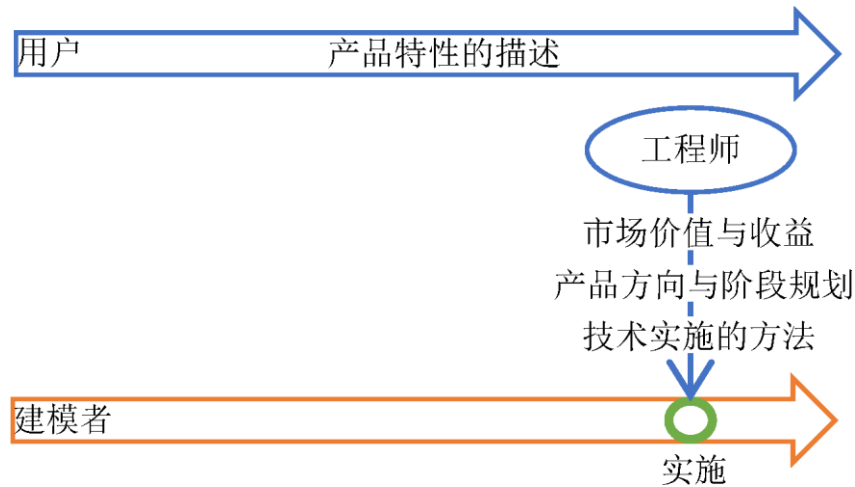 用户 产品特性的描述
工程师
市场价值与收益
产品方向与阶段规划
技术实施的方法
建模者
实施